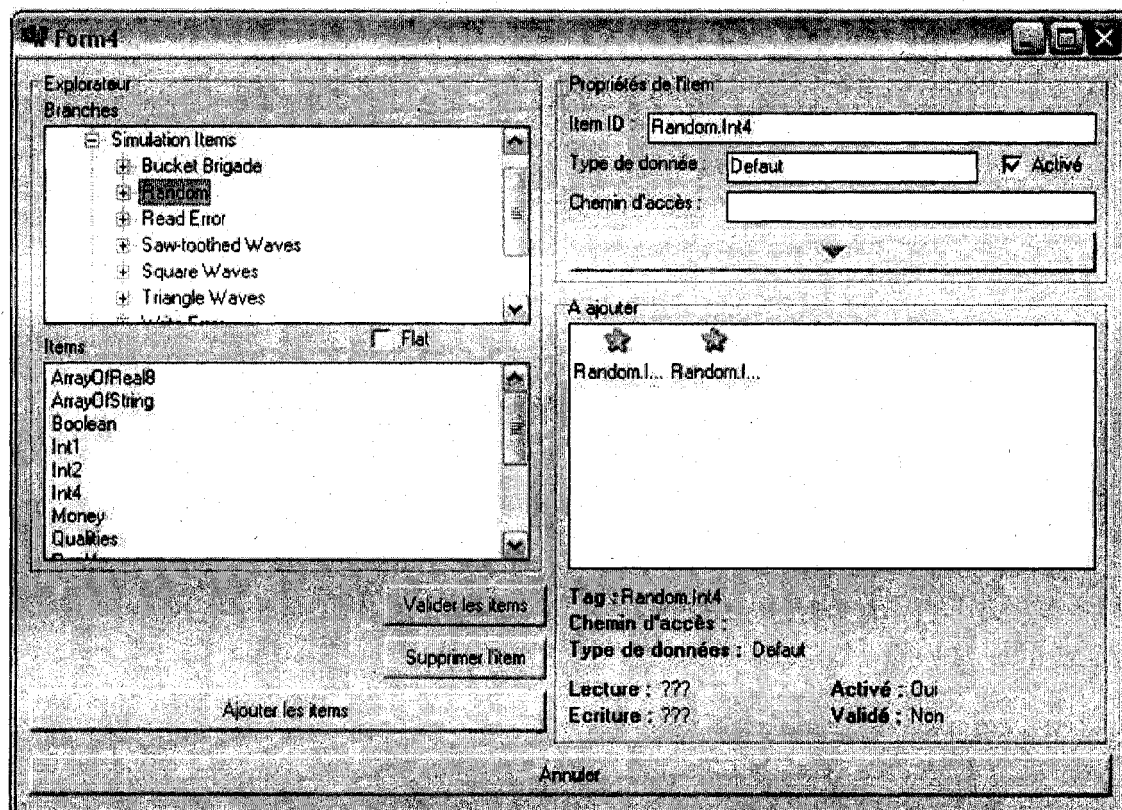 Form4
Explorateur
Branches
Simulation Items
Bucket Brigade
Random
Read Error
Saw-toothed Waves
Square Waves
Triangle Waves
Flat
Items
ArrayOfReal8
ArrayOfString
Boolean
Int1
Int2
Int4
Money
Qualities
Valider les items
Supprimer l'item
Ajouter les items
Propriétés de l'item
Item ID : Random.Int4
Type de donnée : Defaut Activé
Chemin d'accès :
A ajouter
Random.I... Random.I...
Tag : Random.Int4
Chemin d'accès :
Type de données : Defaut
Lecture : ??? Activé : Oui
Ecriture : ??? Validé : Non
Annuler